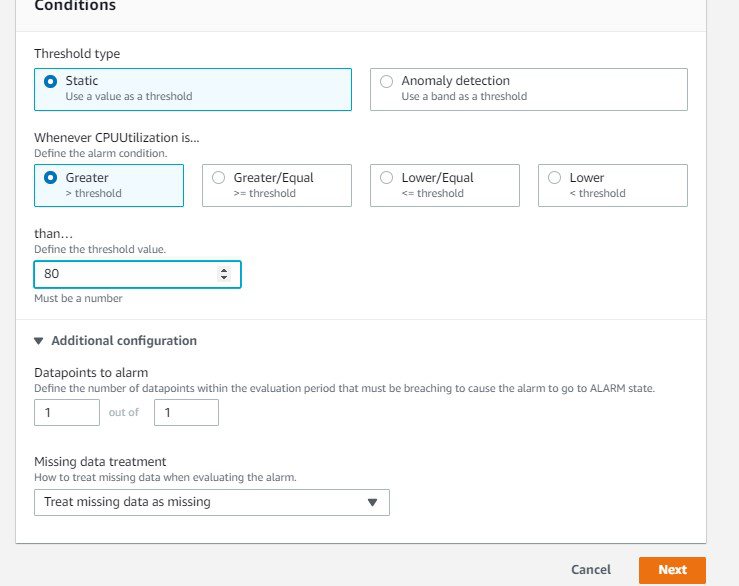 Conditions
Threshold type
Static
Use a value as a threshold
Anomaly detection
Use a band as a threshold
Whenever CPUUtilization is...
Define the alarm condition.
Greater
> threshold
Greater/Equal
>= threshold
Lower/Equal
<= threshold
Lower
< threshold
than...
Define the threshold value.
80
Must be a number
Additional configuration
Datapoints to alarm
Define the number of datapoints within the evaluation period that must be breaching to cause the alarm to go to ALARM state.
1 out of 1
Missing data treatment
How to treat missing data when evaluating the alarm.
Treat missing data as missing
Cancel Next